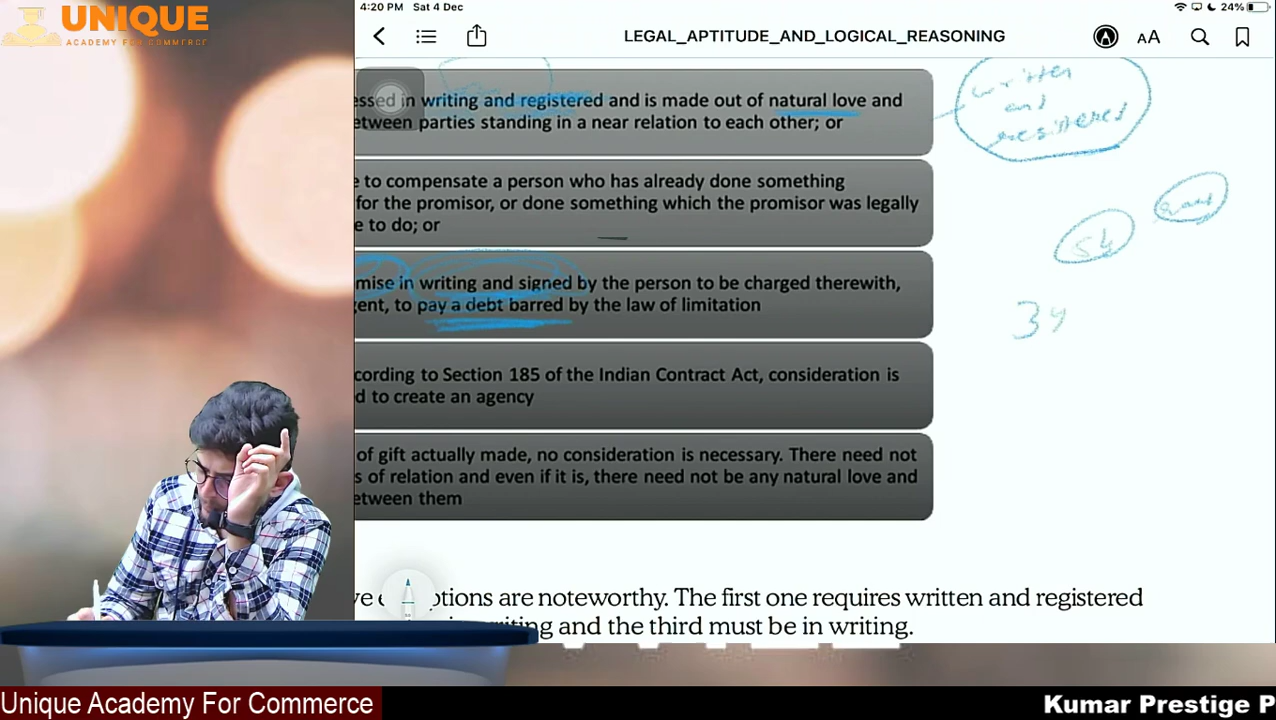 UNIQUE
ACADEMY FOR COMMERCE
4:20 PM Sat 4 Dec
24%
LEGAL_APTITUDE_AND_LOGICAL_REASONING
AA
essed in writing and registered and is made out of natural love and
etween parties standing in a near relation to each other; or
written
and
registered
e to compensate a person who has already done something
for the promisor, or done something which the promisor was legally
e to do; or
54
mise in writing and signed by the person to be charged therewith,
gent, to pay a debt barred by the law of limitation
cording to Section 185 of the Indian Contract Act, consideration is
d to create an agency
of gift actually made, no consideration is necessary. There need not
s of relation and even if it is, there need not be any natural love and
etween them
ve e ptions are noteworthy. The first one requires written and registered
riting and the third must be in writing.
Unique Academy For Commerce
Kumar Prestige P